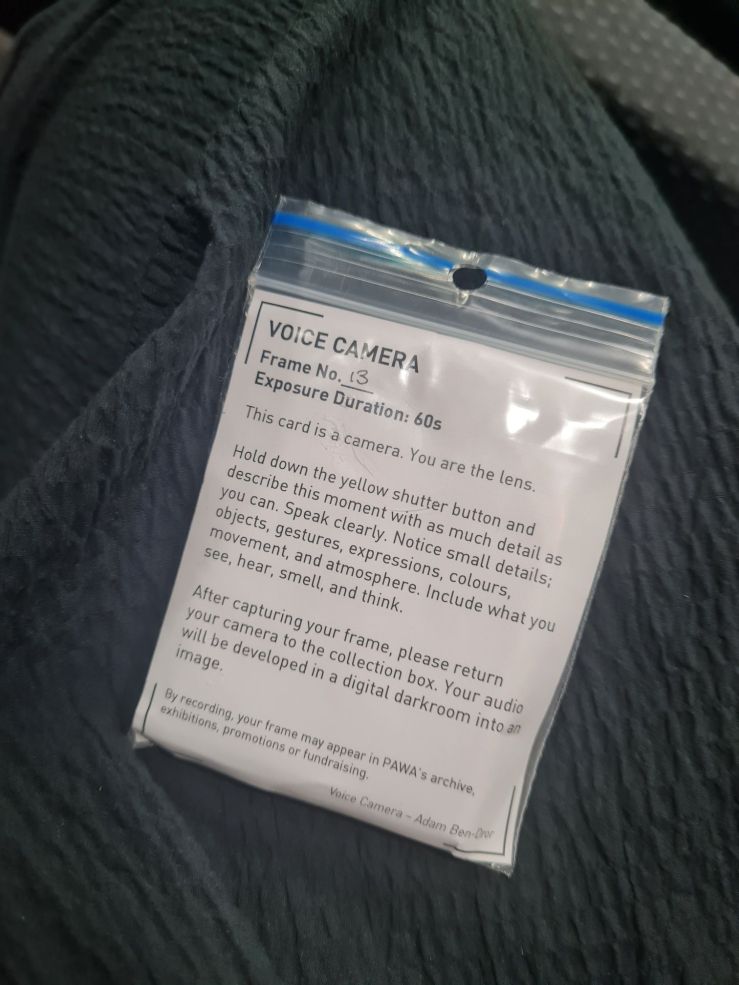 VOICE CAMERA
Frame No. 13
Exposure Duration: 60s
This card is a camera. You are the lens.
Hold down the yellow shutter button and
describe this moment with as much detail as
you can. Speak clearly. Notice small details;
objects, gestures, expressions, colours,
movement, and atmosphere. Include what you
see, hear, smell, and think.
After capturing your frame, please return
your camera to the collection box. Your audio
will be developed in a digital darkroom into an
image.
By recording, your frame may appear in PAWA's archive,
exhibitions, promotions or fundraising.
Voice Camera – Adam Ben-Dror